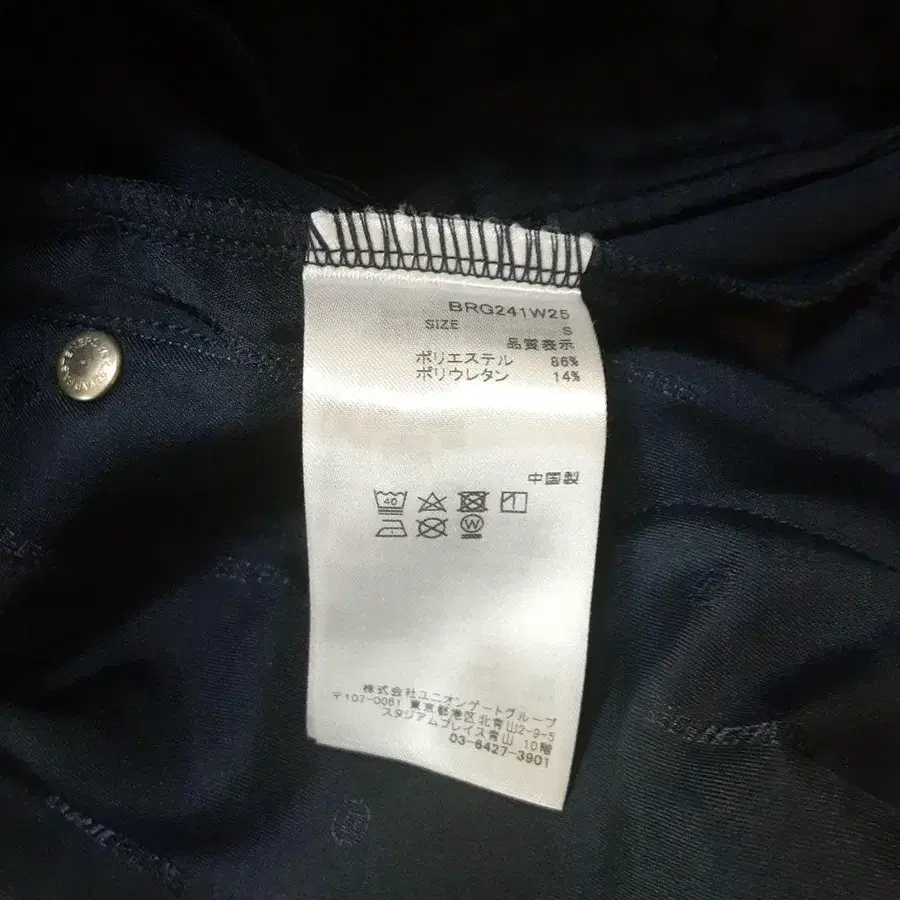 BRG241W25
SIZE S
品質表示
ポリエステル 86%
ポリウレタン 14%
中国製
40
W
株式会社ユニオンゲートグループ
〒107-0061 東京都港区北青山2-9-5
スタジアムプレイス青山 10階
03-6427-3901